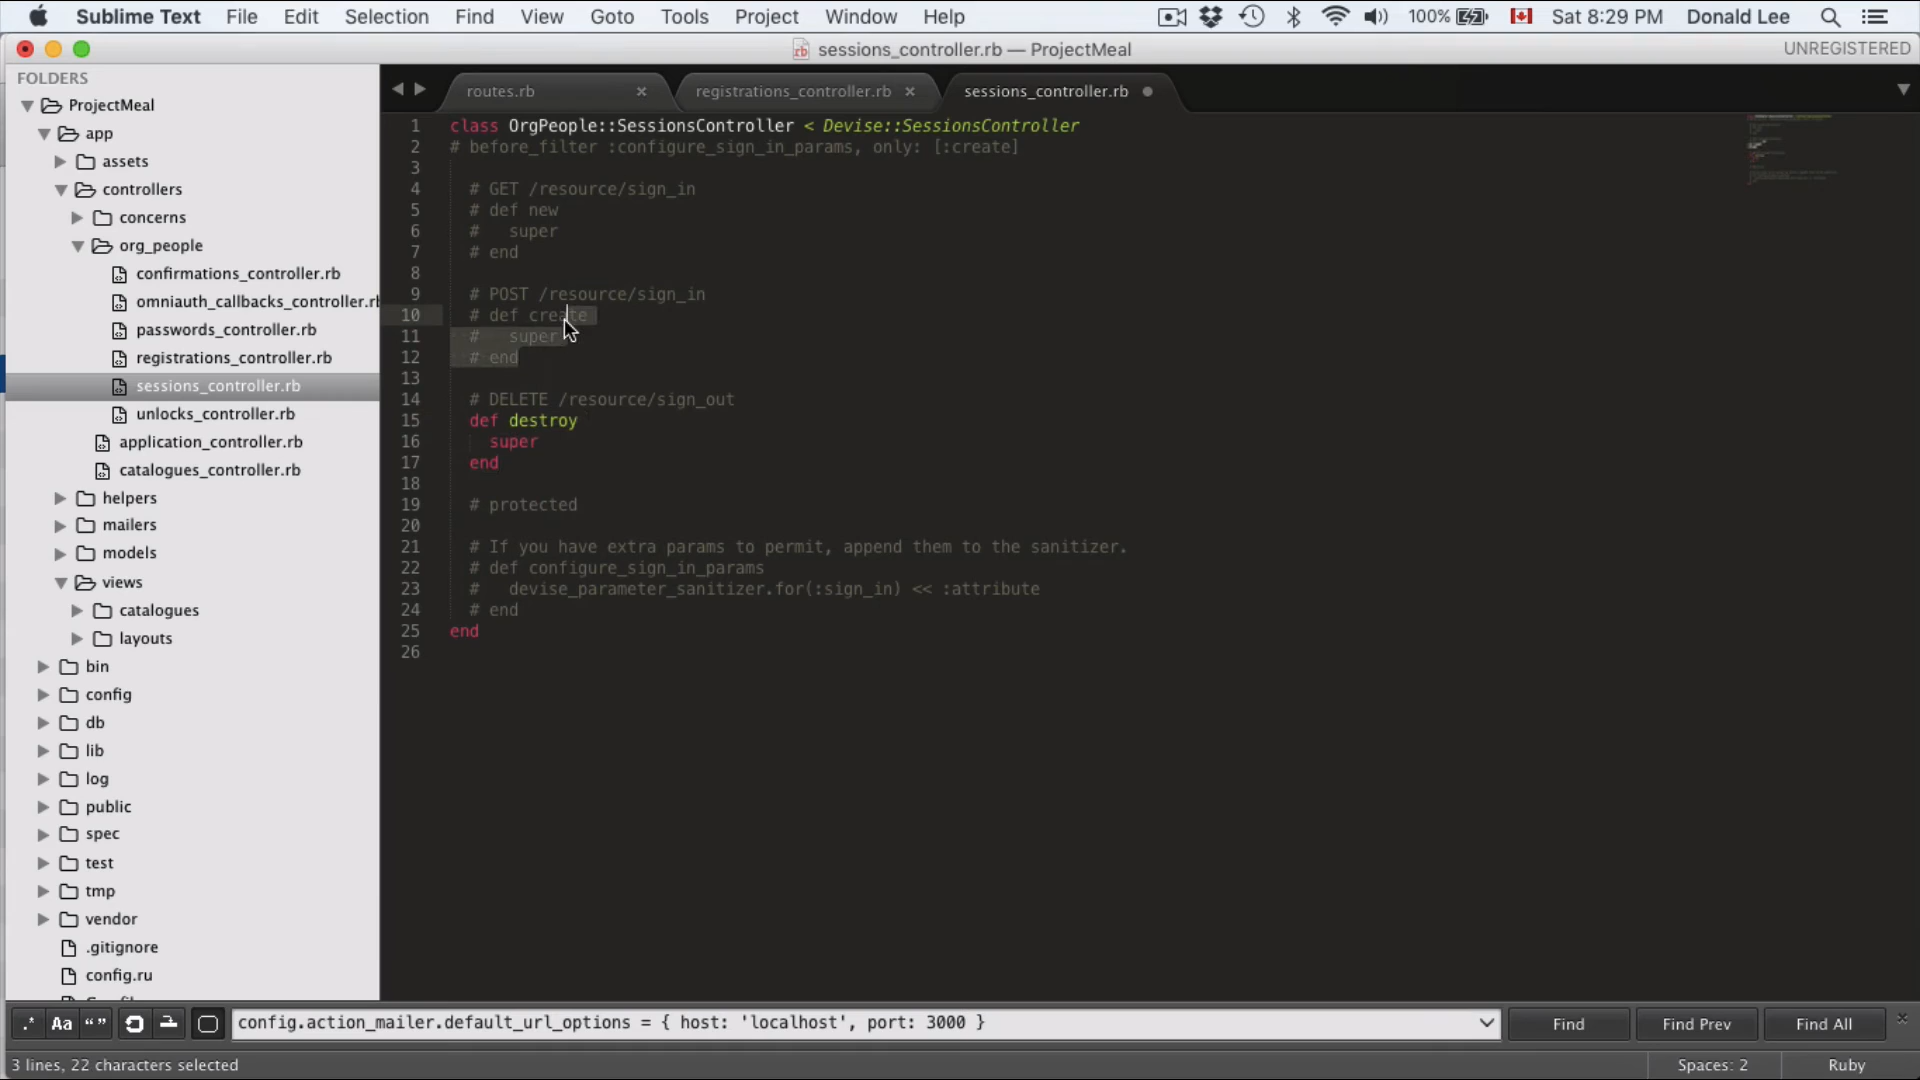 Sublime Text File Edit Selection Find View Goto Tools Project Window Help 100% Sat 8:29 PM Donald Lee
sessions_controller.rb — ProjectMeal UNREGISTERED
FOLDERS
ProjectMeal
app
assets
controllers
concerns
org_people
confirmations_controller.rb
omniauth_callbacks_controller.r
passwords_controller.rb
registrations_controller.rb
sessions_controller.rb
unlocks_controller.rb
application_controller.rb
catalogues_controller.rb
helpers
mailers
models
views
catalogues
layouts
bin
config
db
lib
log
public
spec
test
tmp
vendor
.gitignore
config.ru
routes.rb × registrations_controller.rb × sessions_controller.rb
1 class OrgPeople::SessionsController < Devise::SessionsController
2 # before_filter :configure_sign_in_params, only: [:create]
3
4 # GET /resource/sign_in
5 # def new
6 #   super
7 # end
8
9 # POST /resource/sign_in
10 # def create
11 #   super
12 # end
13
14 # DELETE /resource/sign_out
15 def destroy
16 super
17 end
18
19 # protected
20
21 # If you have extra params to permit, append them to the sanitizer.
22 # def configure_sign_in_params
23 #   devise_parameter_sanitizer.for(:sign_in) << :attribute
24 # end
25 end
26
.* Aa “” config.action_mailer.default_url_options = { host: 'localhost', port: 3000 } Find Find Prev Find All ×
3 lines, 22 characters selected Spaces: 2 Ruby